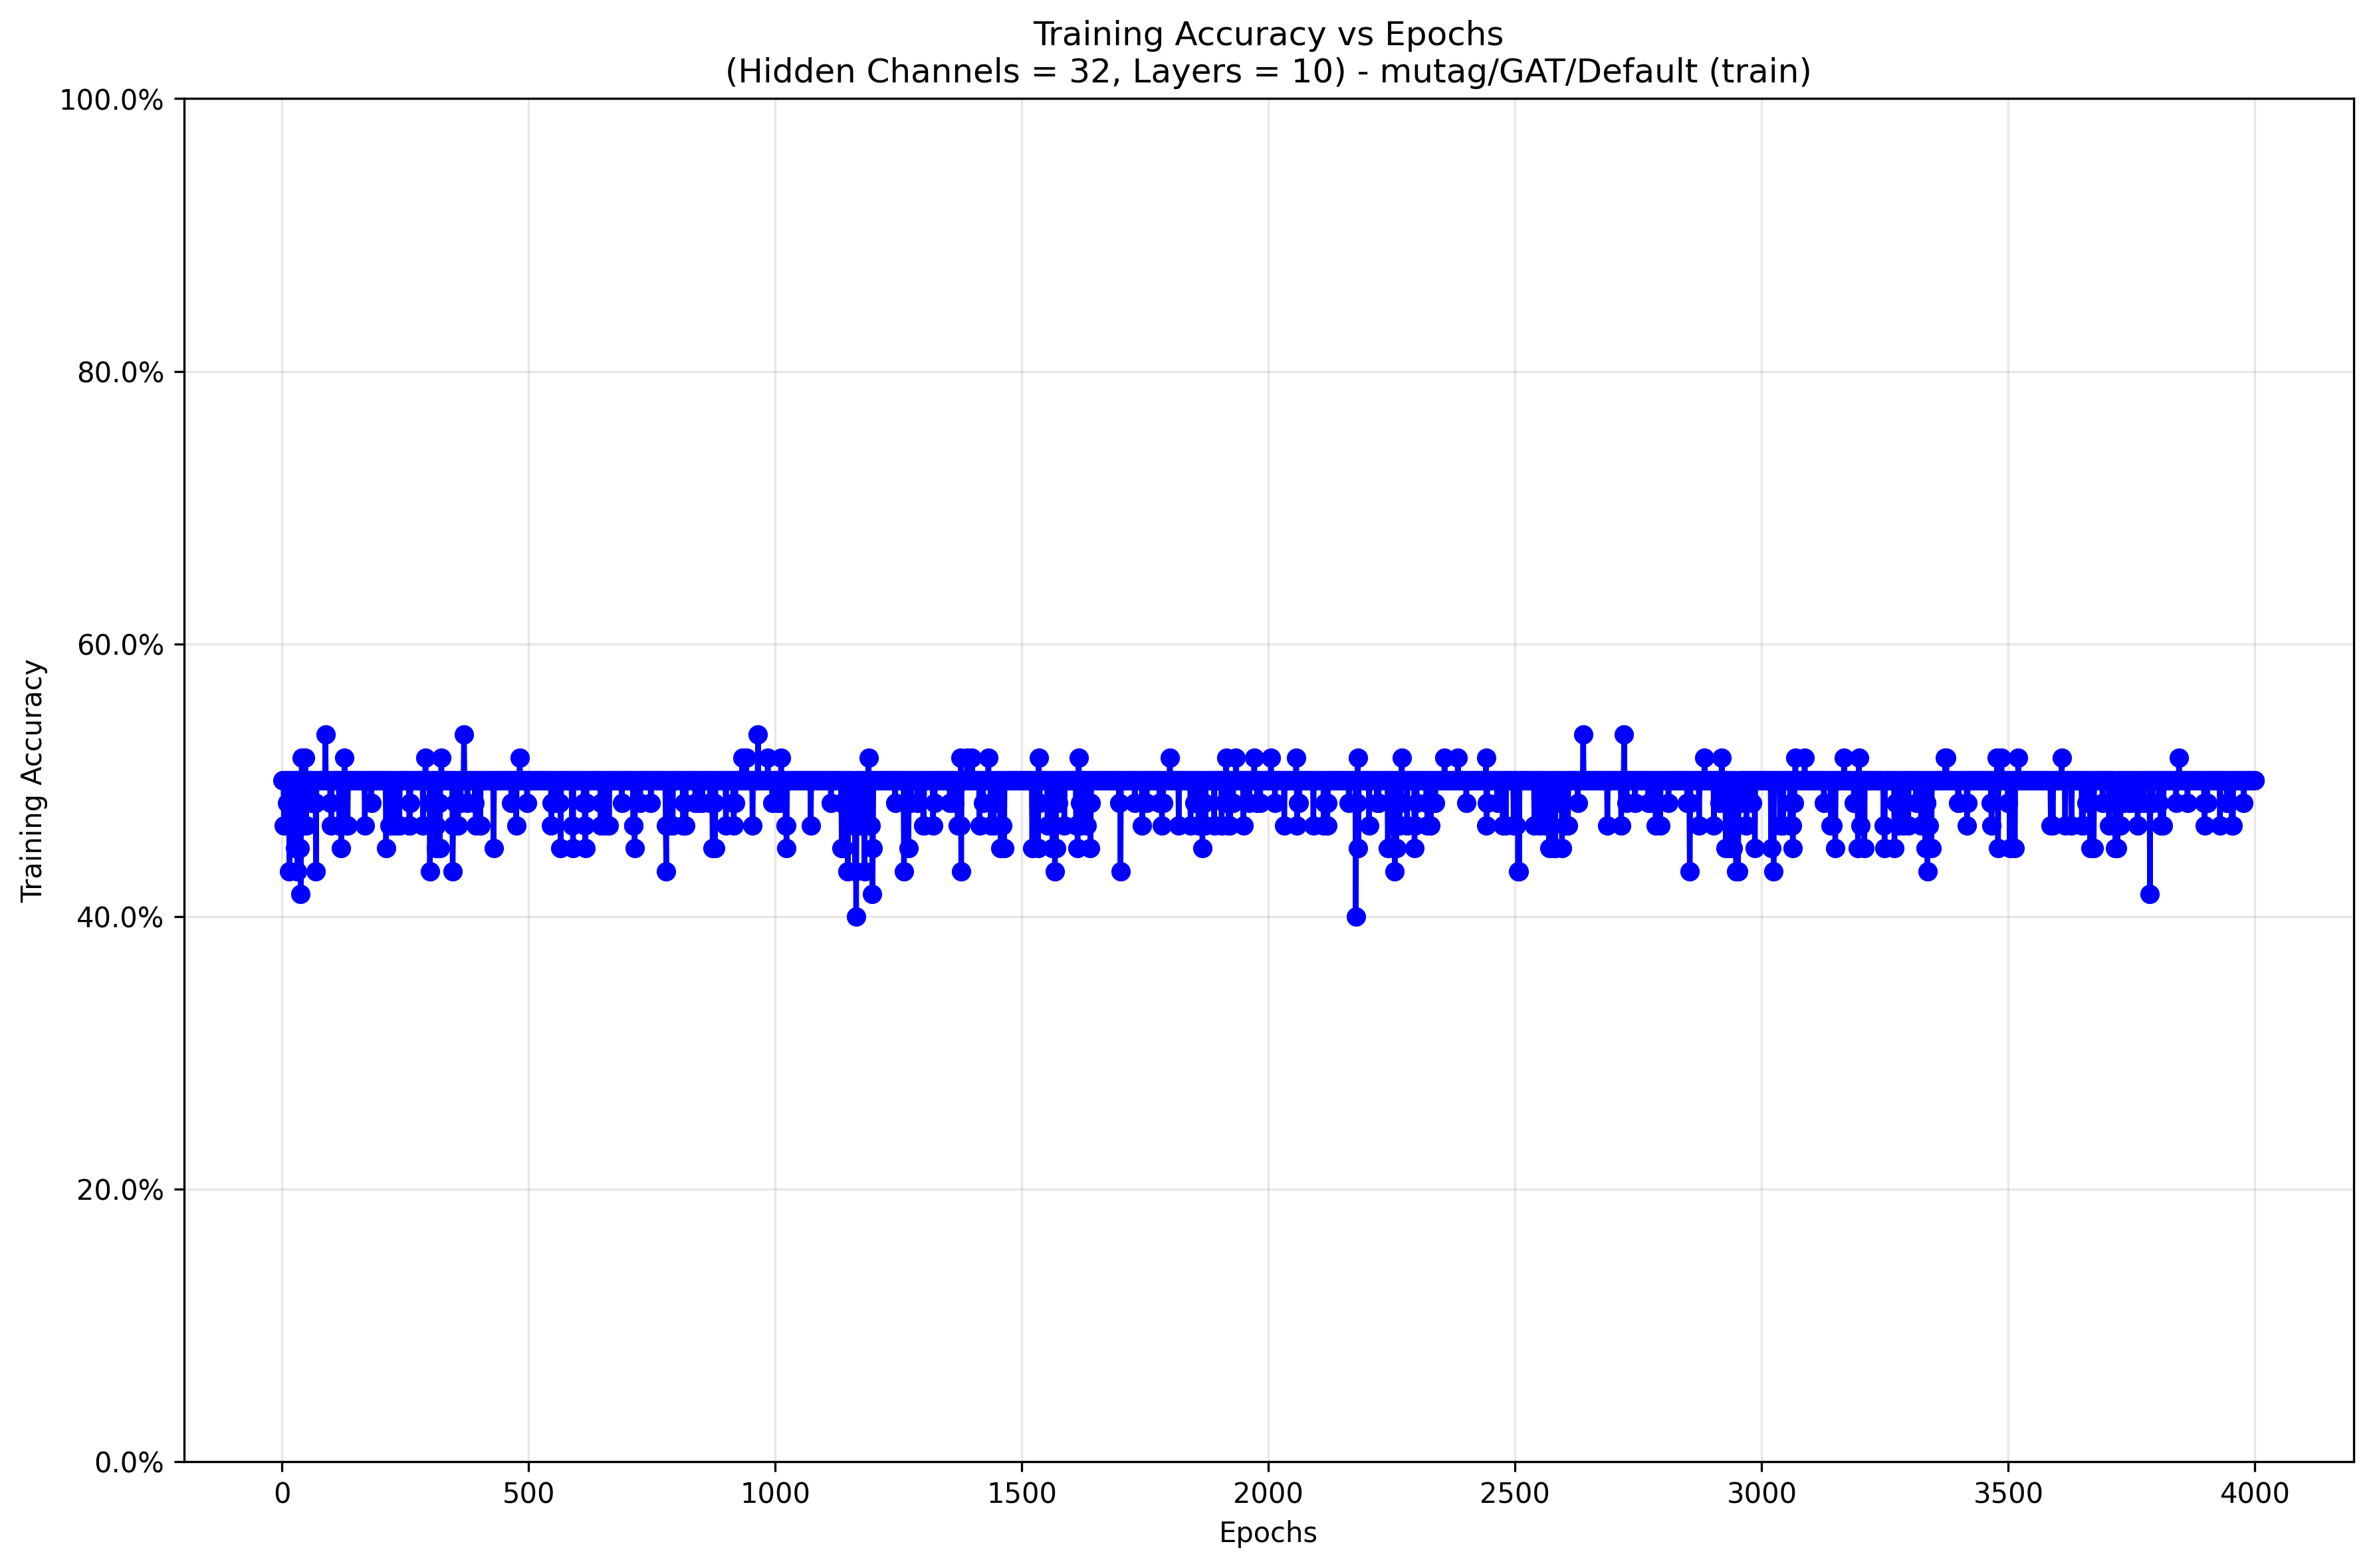 Training Accuracy vs Epochs
(Hidden Channels = 32, Layers = 10) - mutag/GAT/Default (train)
100.0%
80.0%
60.0%
40.0%
20.0%
0.0%
Training Accuracy
0 500 1000 1500 2000 2500 3000 3500 4000
Epochs